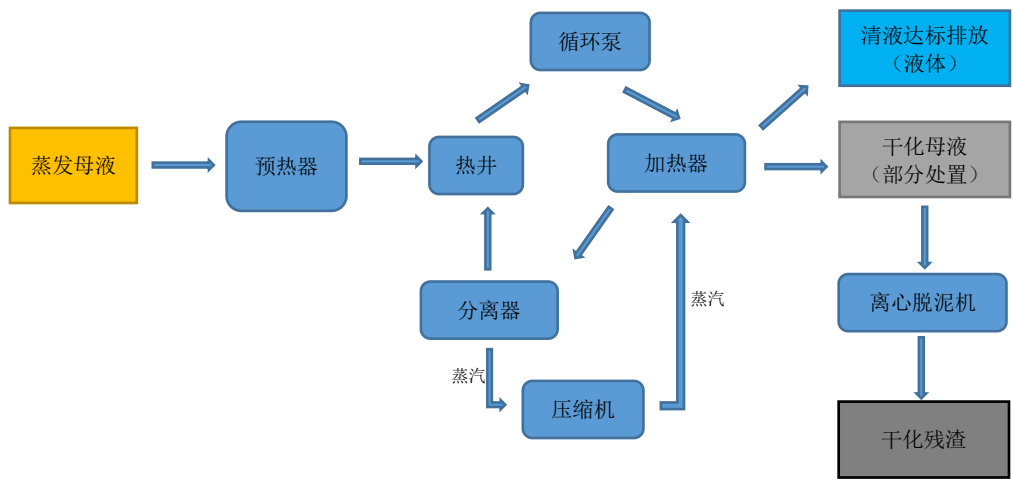 蒸发母液
预热器
热井
循环泵
加热器
分离器
蒸汽
压缩机
蒸汽
清液达标排放
（液体）
干化母液
（部分处置）
离心脱泥机
干化残渣